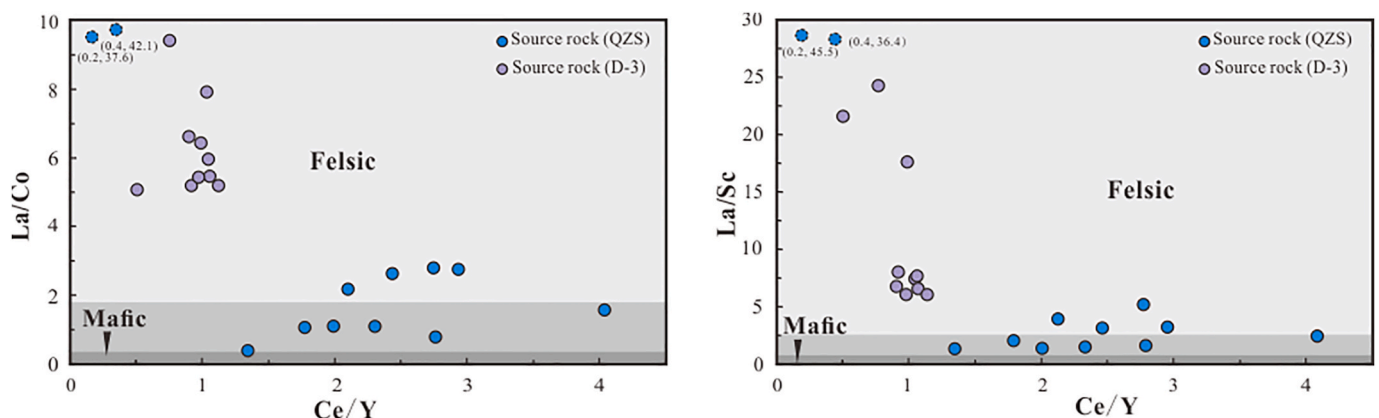 10
8
6
4
2
0
La/Co
(0.4, 42.1)
(0.2, 37.6)
Source rock (QZS)
Source rock (D-3)
Felsic
Mafic
0 1 2 3 4
Ce/Y
30
25
20
15
10
5
0
La/Sc
(0.4, 36.4)
(0.2, 45.5)
Source rock (QZS)
Source rock (D-3)
Felsic
Mafic
0 1 2 3 4
Ce/Y